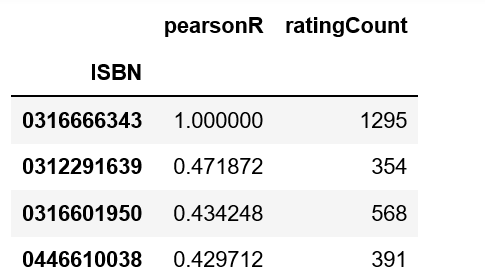 pearsonR ratingCount
ISBN
0316666343 1.000000 1295
0312291639 0.471872 354
0316601950 0.434248 568
0446610038 0.429712 391